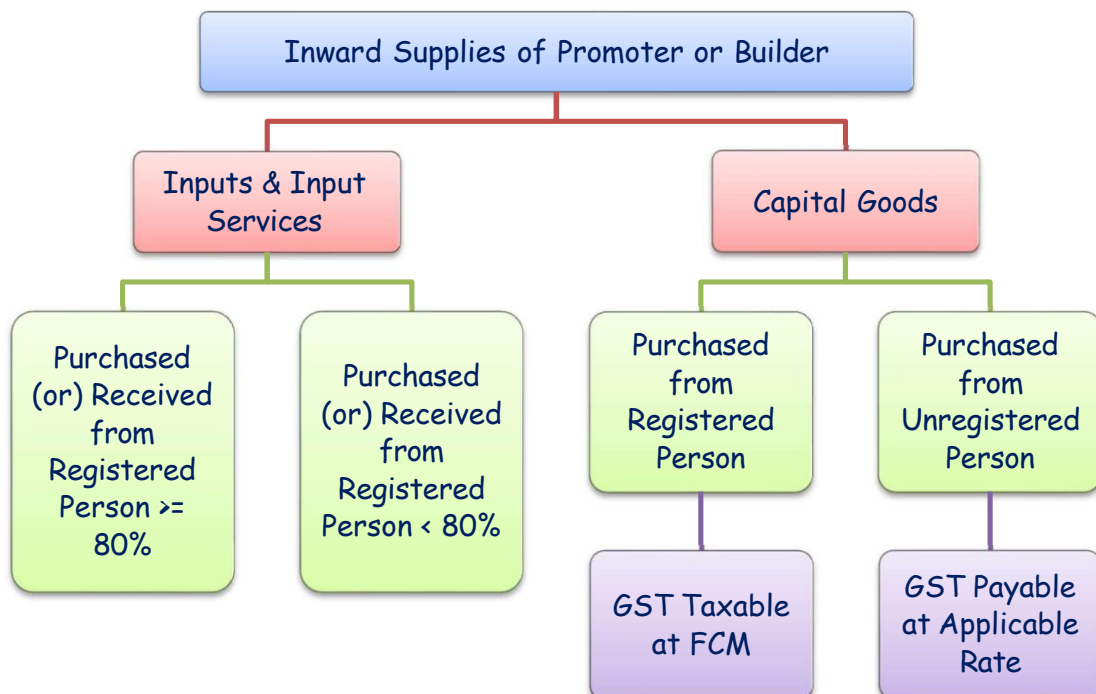 Inward Supplies of Promoter or Builder
Inputs & Input
Services
Capital Goods
Purchased
(or) Received
from
Registered
Person >=
80%
Purchased
(or) Received
from
Registered
Person < 80%
Purchased
from
Registered
Person
Purchased
from
Unregistered
Person
GST Taxable
at FCM
GST Payable
at Applicable
Rate